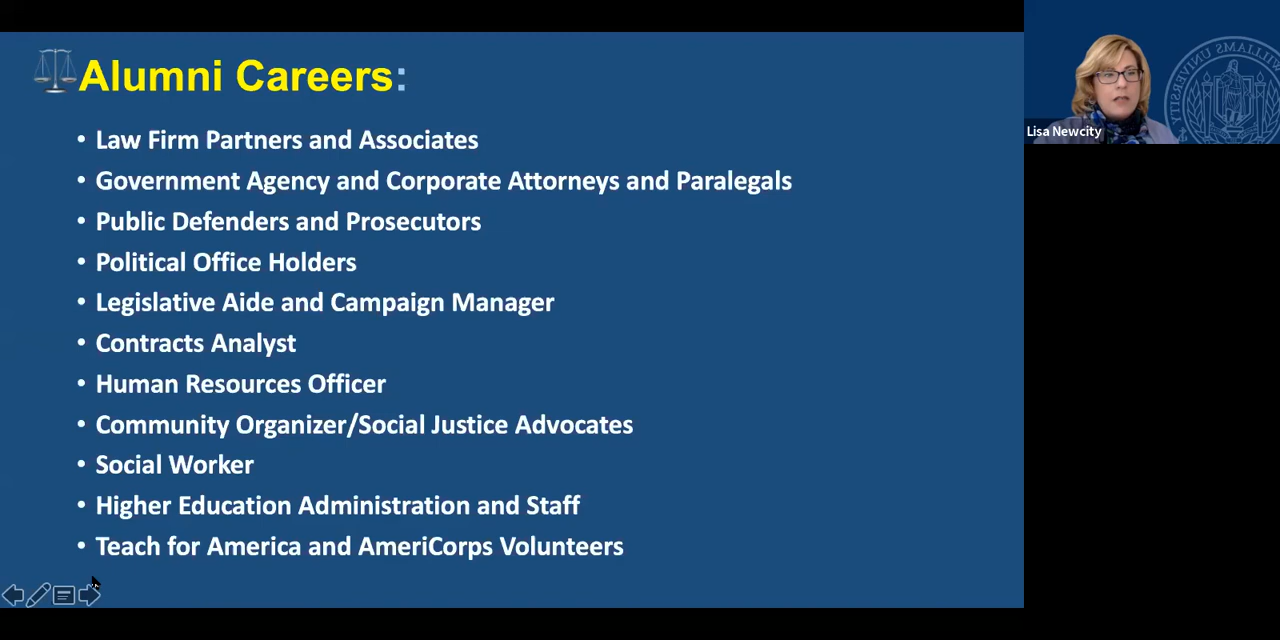 Alumni Careers:
• Law Firm Partners and Associates
• Government Agency and Corporate Attorneys and Paralegals
• Public Defenders and Prosecutors
• Political Office Holders
• Legislative Aide and Campaign Manager
• Contracts Analyst
• Human Resources Officer
• Community Organizer/Social Justice Advocates
• Social Worker
• Higher Education Administration and Staff
• Teach for America and AmeriCorps Volunteers
WILLIAMS UNIVERSITY
Lisa Newcity